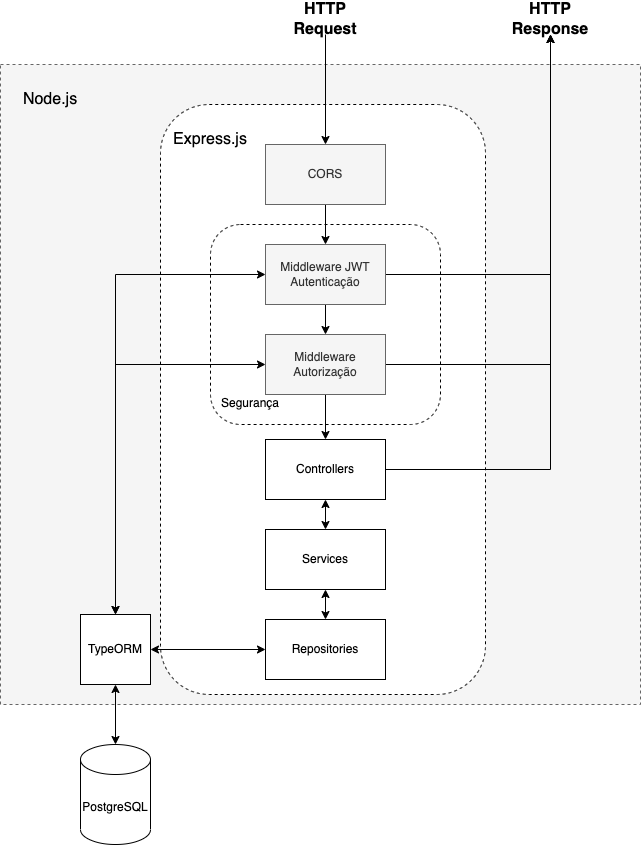 HTTP
Request
HTTP
Response
Node.js
Express.js
CORS
Middleware JWT
Autenticação
Middleware
Autorização
Segurança
Controllers
Services
Repositories
TypeORM
PostgreSQL